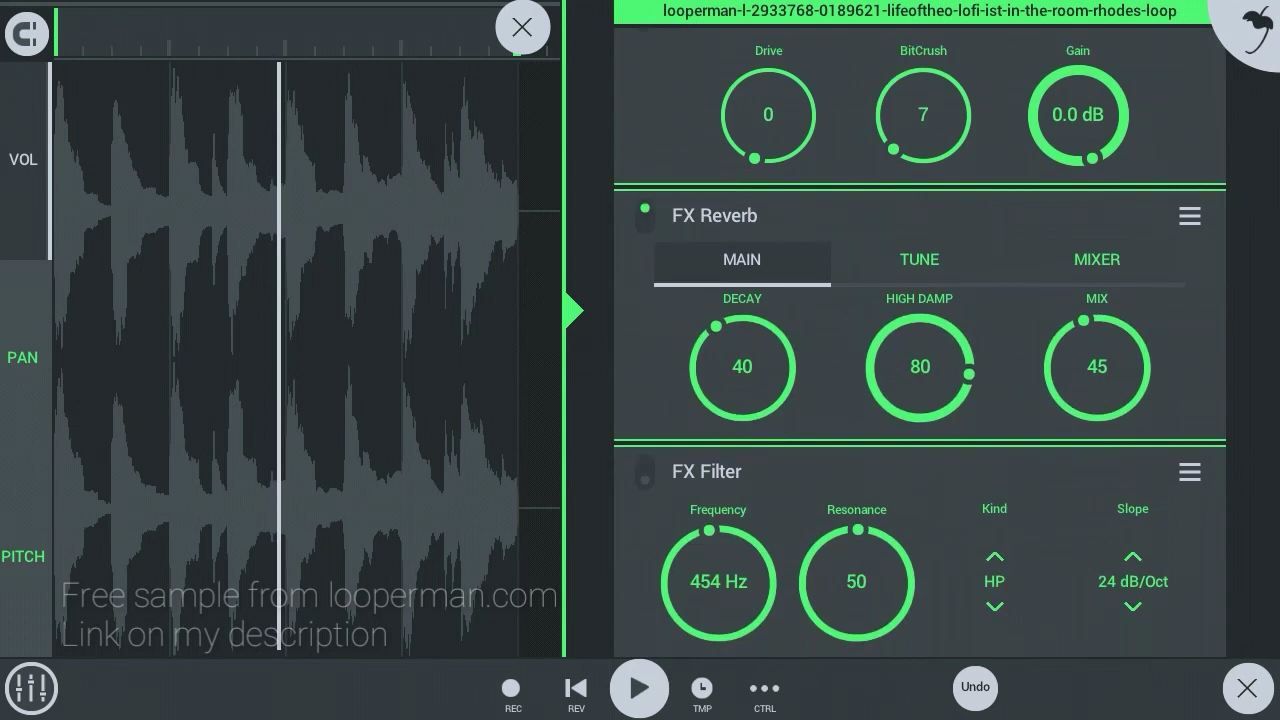 looperman-l-2933768-0189621-lifeoftheo-lofi-ist-in-the-room-rhodes-loop
Drive
BitCrush
Gain
0
7
0.0 dB
VOL
FX Reverb
MAIN
TUNE
MIXER
DECAY
HIGH DAMP
MIX
40
80
45
PAN
FX Filter
Frequency
Resonance
Kind
Slope
454 Hz
50
HP
24 dB/Oct
PITCH
Free sample from looperman.com
Link on my description
REC
REV
TMP
CTRL
Undo